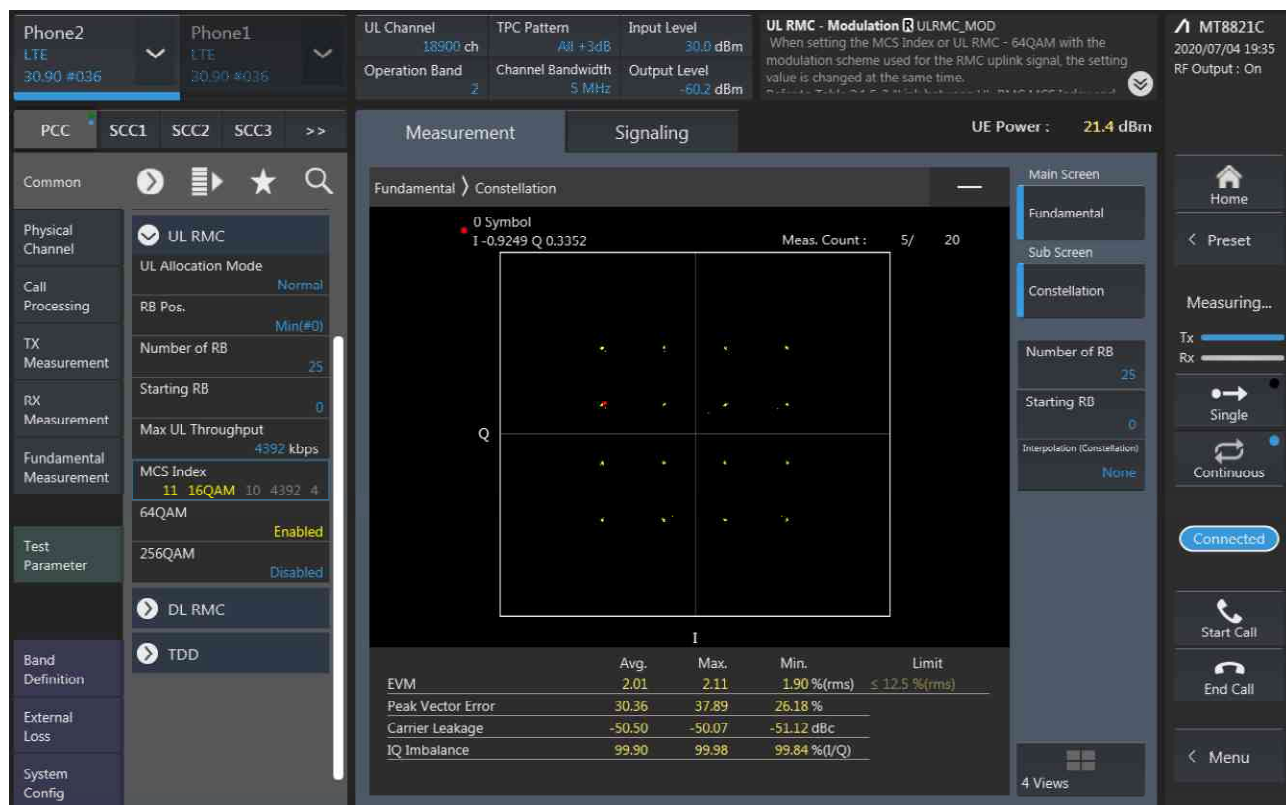 Phone2
LTE
30.90 #036
Phone1
LTE
30.90 #036
UL Channel
18900 ch
TPC Pattern
All +3dB
Input Level
30.0 dBm
Operation Band
2
Channel Bandwidth
5 MHz
Output Level
-60.2 dBm
UL RMC - Modulation R ULRMC_MOD
When setting the MCS Index or UL RMC - 64QAM with the
modulation scheme used for the RMC uplink signal, the setting
value is changed at the same time.
MT8821C
2020/07/04 19:35
RF Output : On
PCC SCC1 SCC2 SCC3 >>
Measurement
Signaling
UE Power : 21.4 dBm
Common
Physical
Channel
Call
Processing
TX
Measurement
RX
Measurement
Fundamental
Measurement
Test
Parameter
Band
Definition
External
Loss
System
Config
UL RMC
UL Allocation Mode
Normal
RB Pos.
Min(#0)
Number of RB
25
Starting RB
0
Max UL Throughput
4392 kbps
MCS Index
11 16QAM 10 4392 4
64QAM
Enabled
256QAM
Disabled
DL RMC
TDD
Fundamental 〉 Constellation
0 Symbol
I -0.9249 Q 0.3352
Meas. Count : 5/ 20
Q
I
Avg. Max. Min. Limit
EVM 2.01 2.11 1.90 %(rms) ≤ 12.5 %(rms)
Peak Vector Error 30.36 37.89 26.18 %
Carrier Leakage -50.50 -50.07 -51.12 dBc
IQ Imbalance 99.90 99.98 99.84 %(I/Q)
Main Screen
Fundamental
Sub Screen
Constellation
Number of RB
25
Starting RB
0
Interpolation (Constellation)
None
4 Views
Home
< Preset
Measuring...
Tx
Rx
Single
Continuous
Connected
Start Call
End Call
< Menu